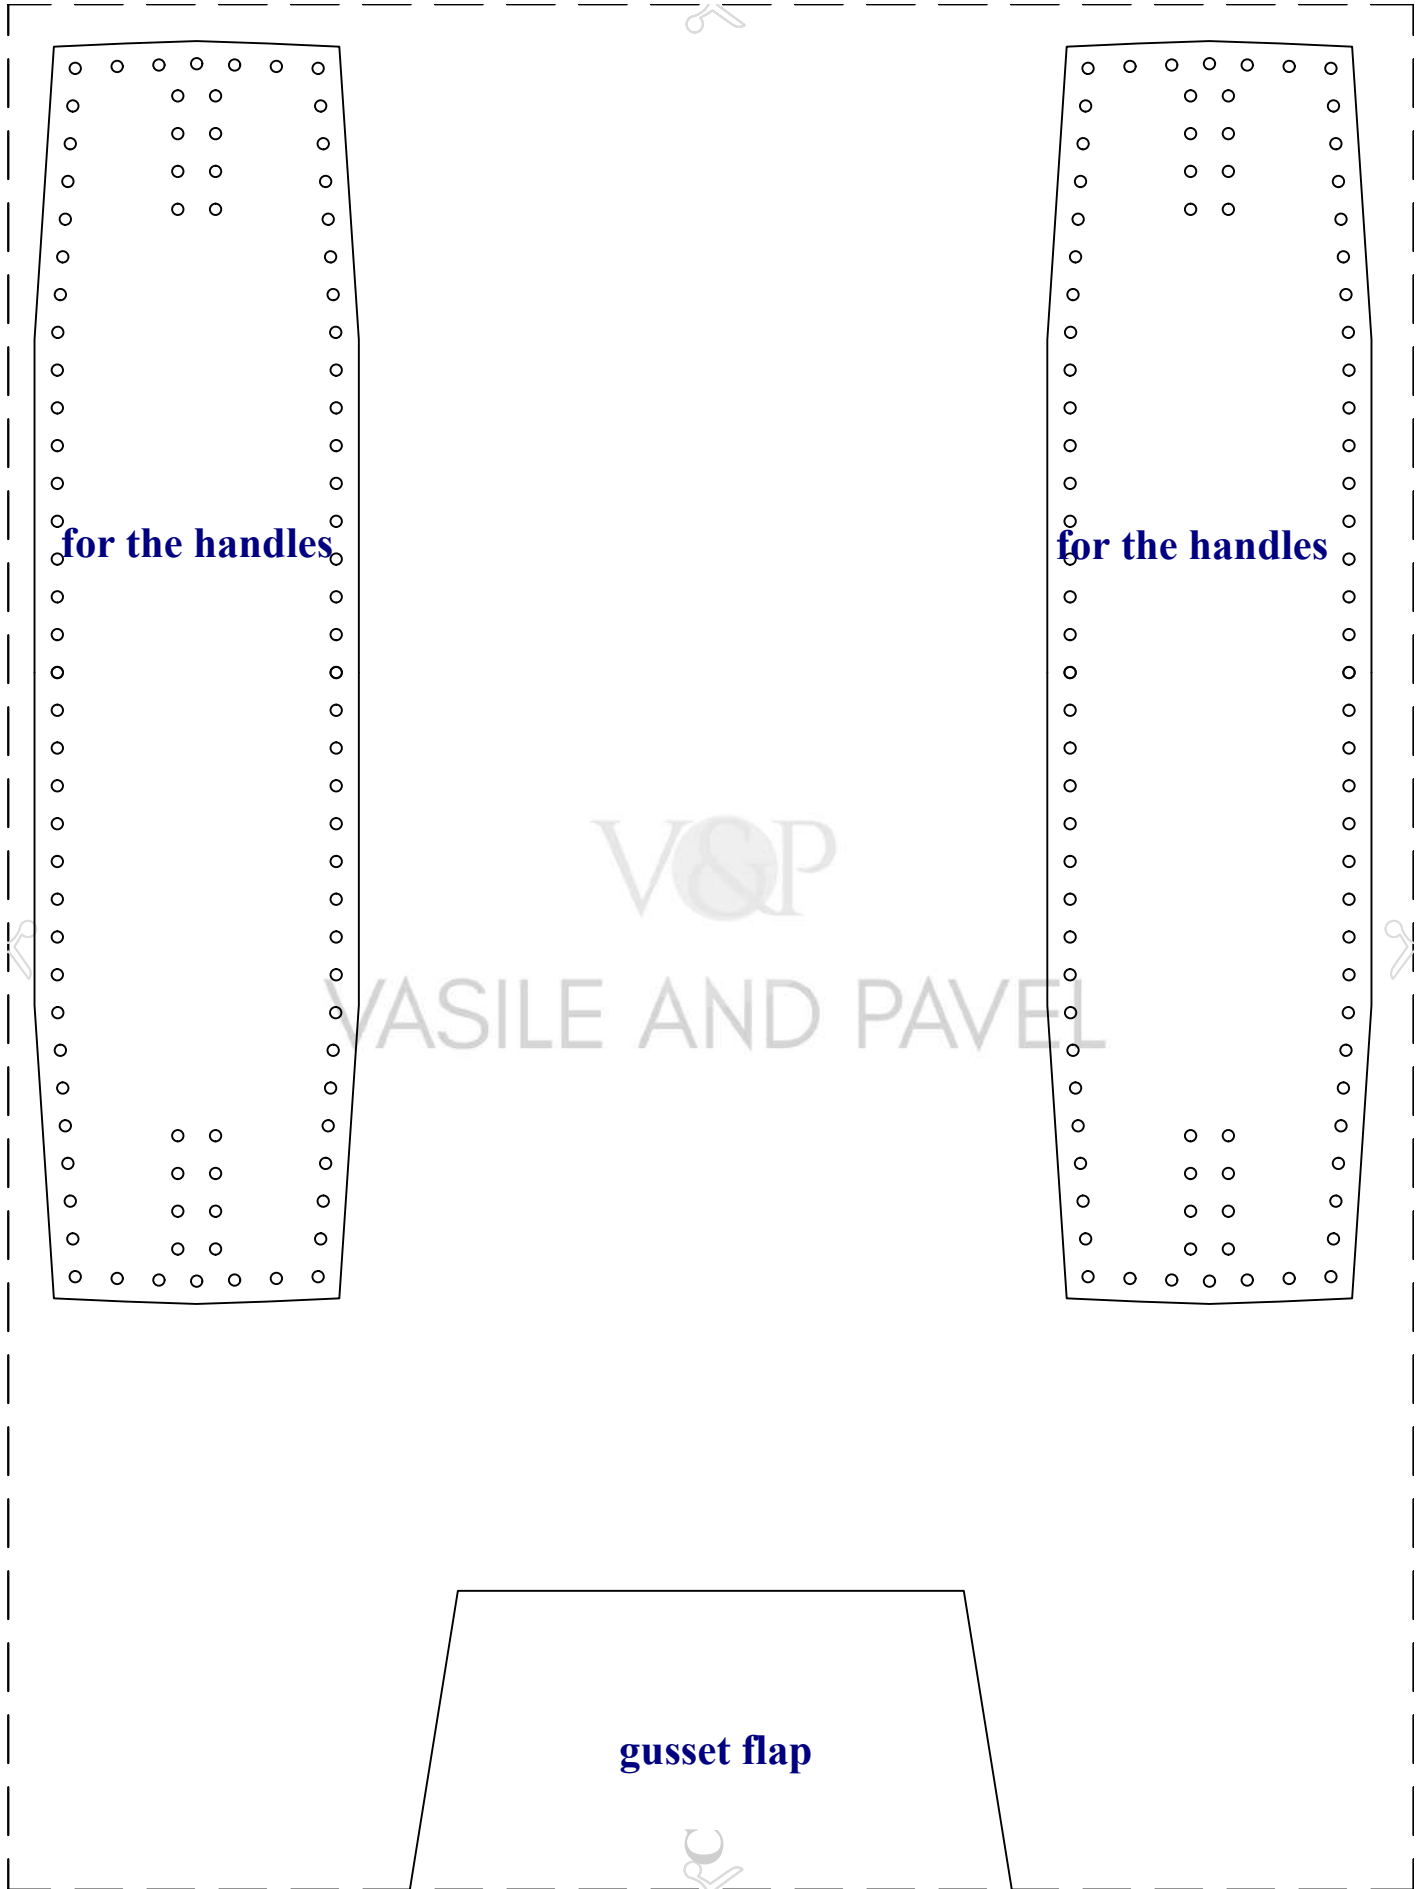 for the handles
for the handles
V&P
VASILE AND PAVEL
gusset flap
C